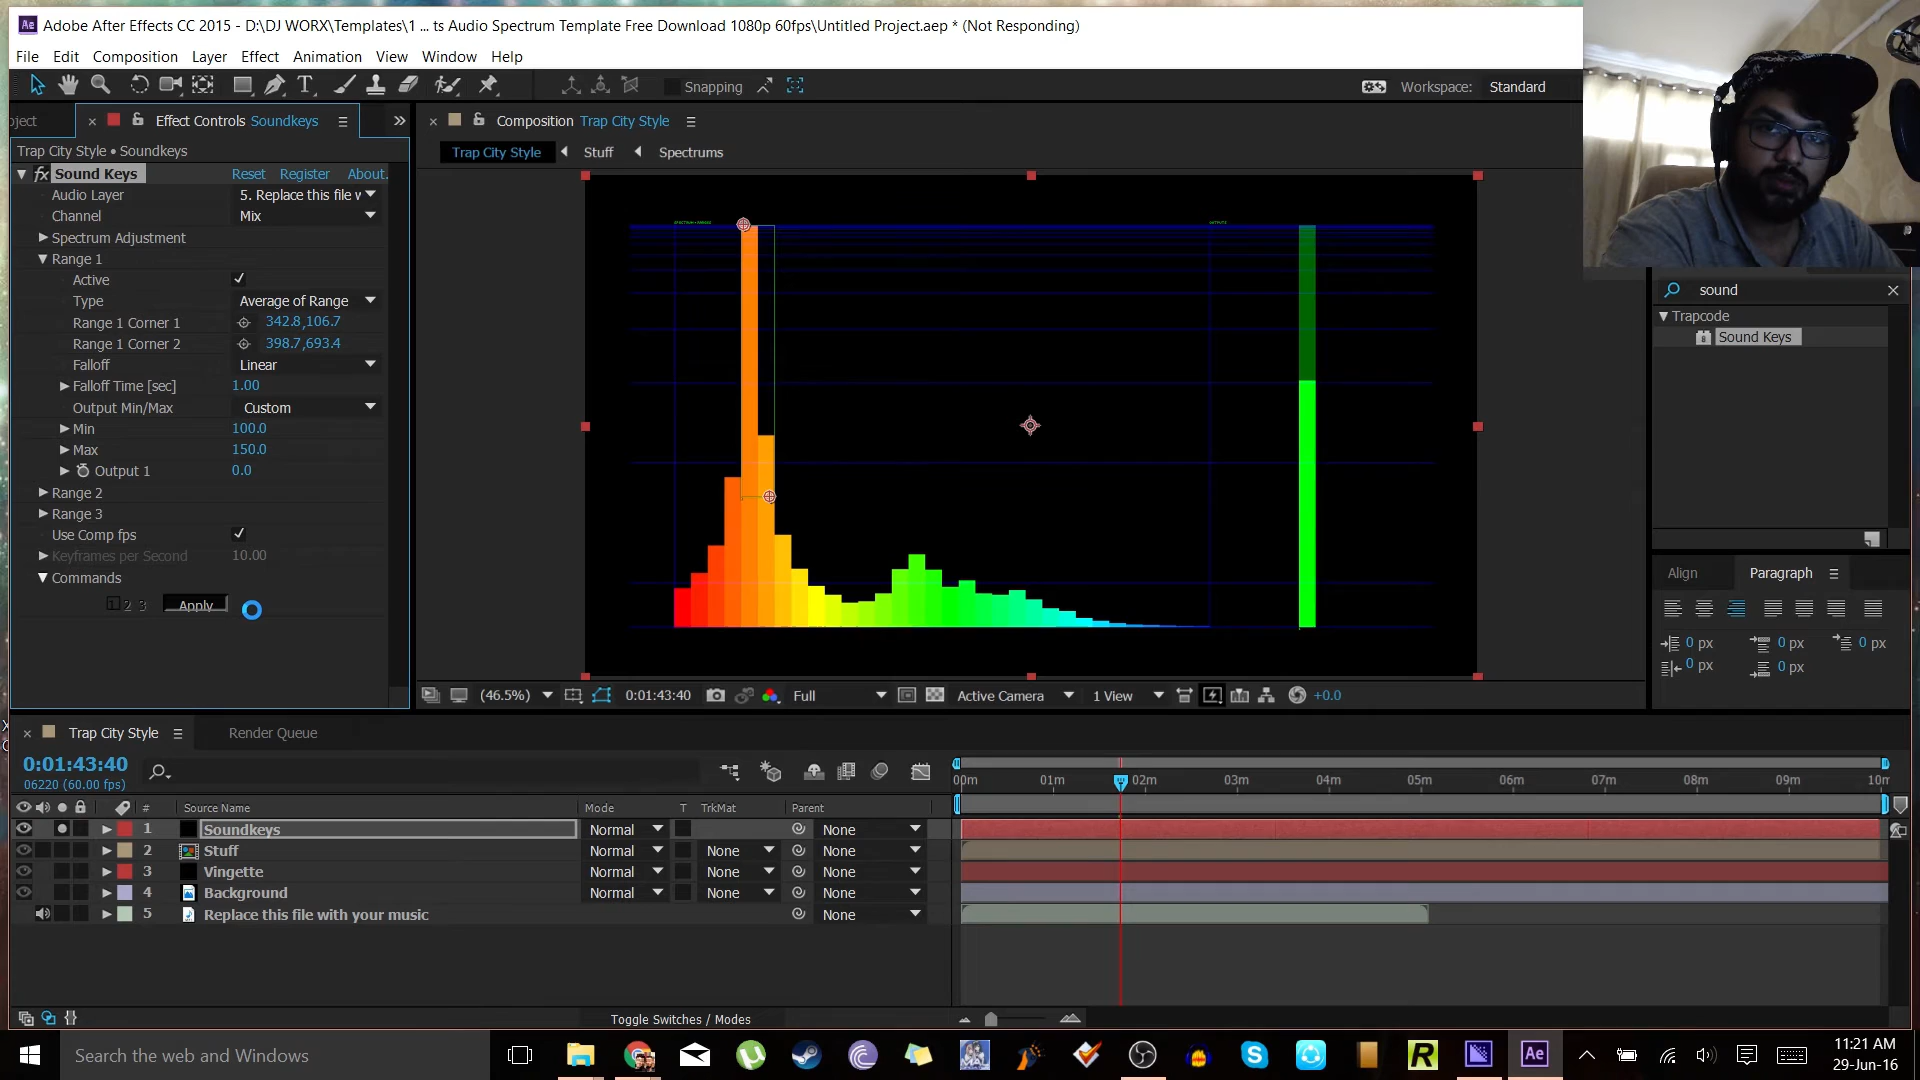 Ae Adobe After Effects CC 2015 - D:\DJ WORX\Templates\1 ... ts Audio Spectrum Template Free Download 1080p 60fps\Untitled Project.aep * (Not Responding)
File Edit Composition Layer Effect Animation View Window Help
T Snapping Workspace: Standard
oject × Effect Controls Soundkeys » × Composition Trap City Style
Trap City Style • Soundkeys
Trap City Style Stuff Spectrums
fx Sound Keys Reset Register About.
Audio Layer 5. Replace this file w
Channel Mix
Spectrum Adjustment
Range 1
Active
Type Average of Range
Range 1 Corner 1 342.8,106.7
Range 1 Corner 2 398.7,693.4
Falloff Linear
Falloff Time [sec] 1.00
Output Min/Max Custom
Min 100.0
Max 150.0
Output 1 0.0
Range 2
Range 3
Use Comp fps
Keyframes per Second 10.00
Commands
1 2 3 Apply
OUTPUTS
sound
Trapcode
Sound Keys
Align Paragraph
0 px 0 px 0 px
0 px 0 px
(46.5%) 0:01:43:40 Full Active Camera 1 View +0.0
× Trap City Style Render Queue
0:01:43:40
06220 (60.00 fps)
00m 01m 02m 03m 04m 05m 06m 07m 08m 09m 10m
# Source Name Mode T TrkMat Parent
1 Soundkeys Normal None
2 Stuff Normal None None
3 Vingette Normal None None
4 Background Normal None None
5 Replace this file with your music None
Toggle Switches / Modes
Search the web and Windows
R Ae
11:21 AM
29-Jun-16